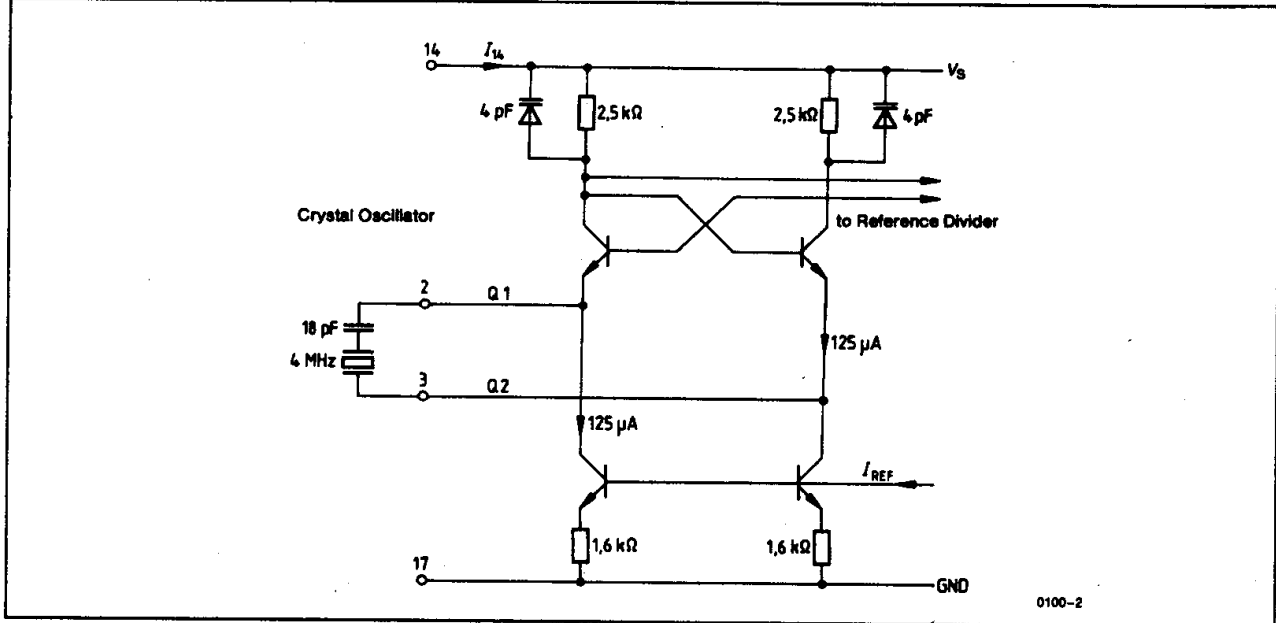 14
I14
VS
4 pF
2,5 kΩ
2,5 kΩ
4 pF
Crystal Oscillator
to Reference Divider
2
Q1
18 pF
4 MHz
125 µA
3
Q2
125 µA
IREF
1,6 kΩ
1,6 kΩ
17
GND
0100-2